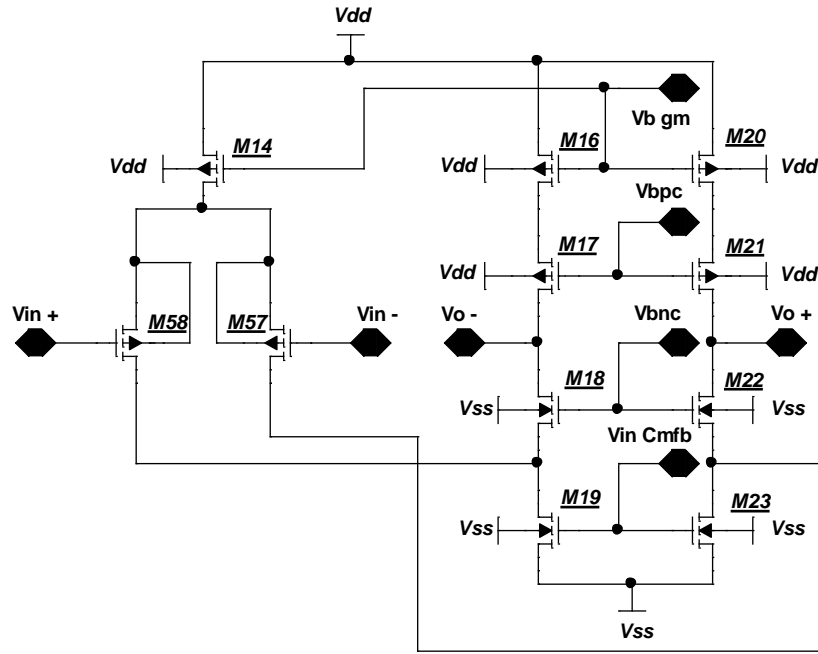 Vdd
Vb gm
M14
M16
M20
Vdd
Vdd
Vdd
Vbpc
M17
M21
Vdd
Vdd
Vin +
M58
M57
Vin -
Vo -
Vbnc
Vo +
M18
M22
Vss
Vss
Vin Cmfb
M19
M23
Vss
Vss
Vss